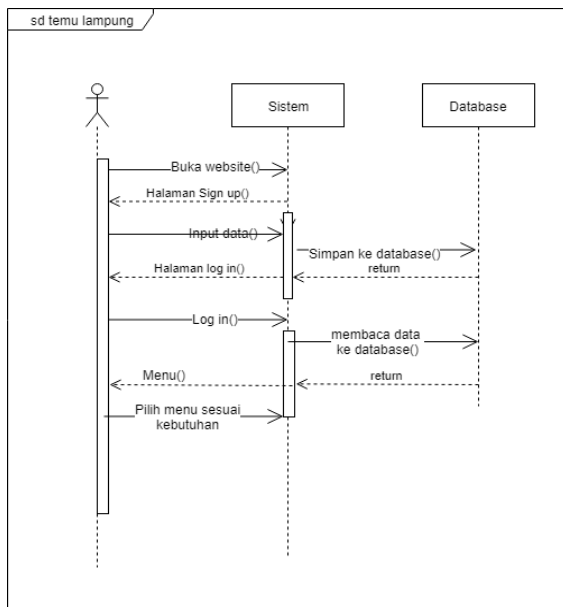 sd temu lampung
Sistem
Database
Buka website()
Halaman Sign up()
Input data()
Simpan ke database()
Halaman log in()
return
Log in()
membaca data
ke database()
Menu()
return
Pilih menu sesuai
kebutuhan